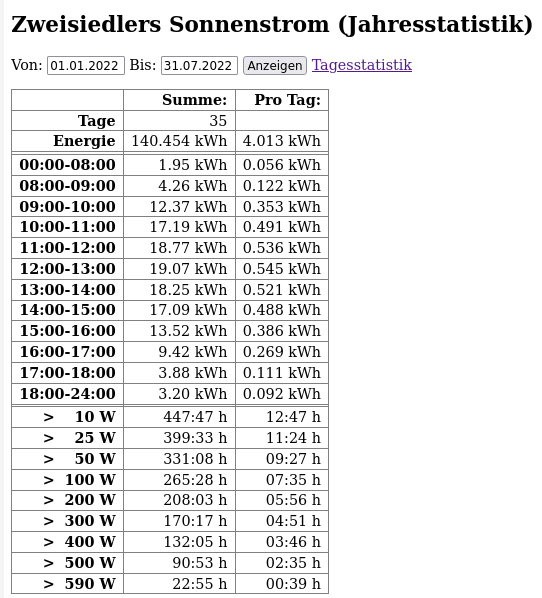 Zweisiedlers Sonnenstrom (Jahresstatistik)
Von: 01.01.2022 Bis: 31.07.2022 Anzeigen Tagesstatistik
Summe: Pro Tag:
Tage 35
Energie 140.454 kWh 4.013 kWh
00:00-08:00 1.95 kWh 0.056 kWh
08:00-09:00 4.26 kWh 0.122 kWh
09:00-10:00 12.37 kWh 0.353 kWh
10:00-11:00 17.19 kWh 0.491 kWh
11:00-12:00 18.77 kWh 0.536 kWh
12:00-13:00 19.07 kWh 0.545 kWh
13:00-14:00 18.25 kWh 0.521 kWh
14:00-15:00 17.09 kWh 0.488 kWh
15:00-16:00 13.52 kWh 0.386 kWh
16:00-17:00 9.42 kWh 0.269 kWh
17:00-18:00 3.88 kWh 0.111 kWh
18:00-24:00 3.20 kWh 0.092 kWh
> 10 W 447:47 h 12:47 h
> 25 W 399:33 h 11:24 h
> 50 W 331:08 h 09:27 h
> 100 W 265:28 h 07:35 h
> 200 W 208:03 h 05:56 h
> 300 W 170:17 h 04:51 h
> 400 W 132:05 h 03:46 h
> 500 W 90:53 h 02:35 h
> 590 W 22:55 h 00:39 h